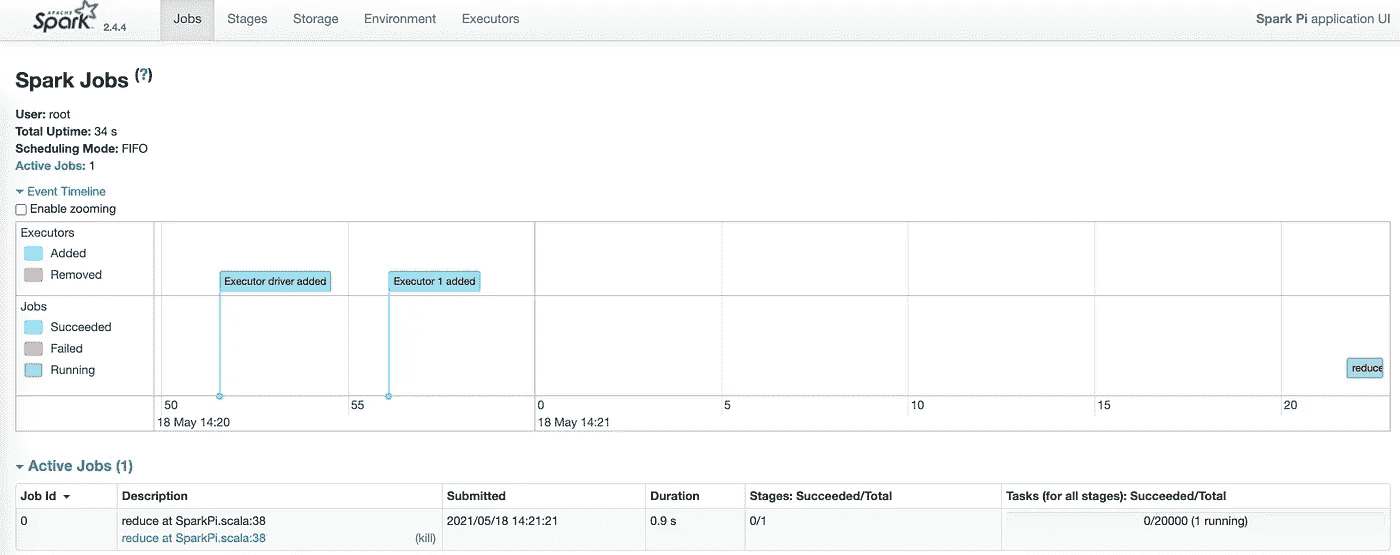 APACHE
Spark 2.4.4 Jobs Stages Storage Environment Executors Spark Pi application UI
Spark Jobs (?)
User: root
Total Uptime: 34 s
Scheduling Mode: FIFO
Active Jobs: 1
Event Timeline
Enable zooming
Executors
Added
Removed
Executor driver added Executor 1 added
Jobs
Succeeded
Failed
Running
reduce
50 55 0 5 10 15 20
18 May 14:20 18 May 14:21
Active Jobs (1)
Job Id Description Submitted Duration Stages: Succeeded/Total Tasks (for all stages): Succeeded/Total
0 reduce at SparkPi.scala:38 2021/05/18 14:21:21 0.9 s 0/1 0/20000 (1 running)
reduce at SparkPi.scala:38 (kill)